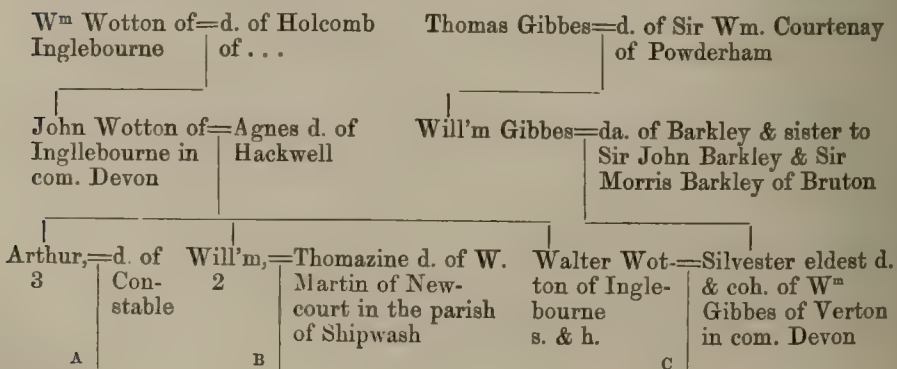 Wm Wotton of=d. of Holcomb
Inglebourne of . . .
Thomas Gibbes=d. of Sir Wm. Courtenay
of Powderham
John Wotton of=Agnes d. of
Ingllebourne in Hackwell
com. Devon
Will'm Gibbes=da. of Barkley & sister to
Sir John Barkley & Sir
Morris Barkley of Bruton
Arthur,=d. of
3 Con-
stable
A
Will'm,=Thomazine d. of W.
2 Martin of New-
court in the parish
of Shipwash
B
Walter Wot-=Silvester eldest d.
ton of Ingle- & coh. of Wm
bourne Gibbes of Verton
s. & h. in com. Devon
C